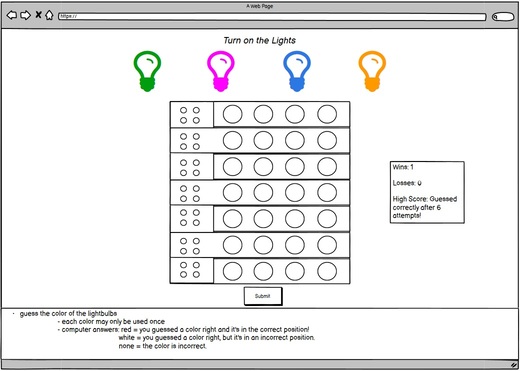 A Web Page
https://
Turn on the Lights
Wins: 1
Losses: 0
High Score: Guessed
correctly after 6
attempts!
Submit
- guess the color of the lightbulbs
- each color may only be used once
- computer answers: red = you guessed a color right and it's in the correct position!
white = you guessed a color right, but it's in an incorrect position.
none = the color is incorrect.